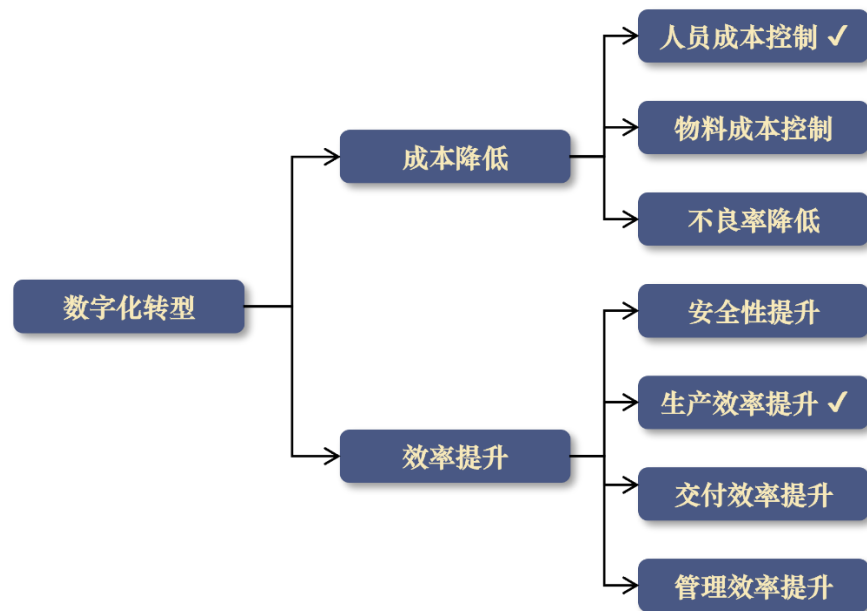 数字化转型
成本降低
人员成本控制 ✓
物料成本控制
不良率降低
效率提升
安全性提升
生产效率提升 ✓
交付效率提升
管理效率提升